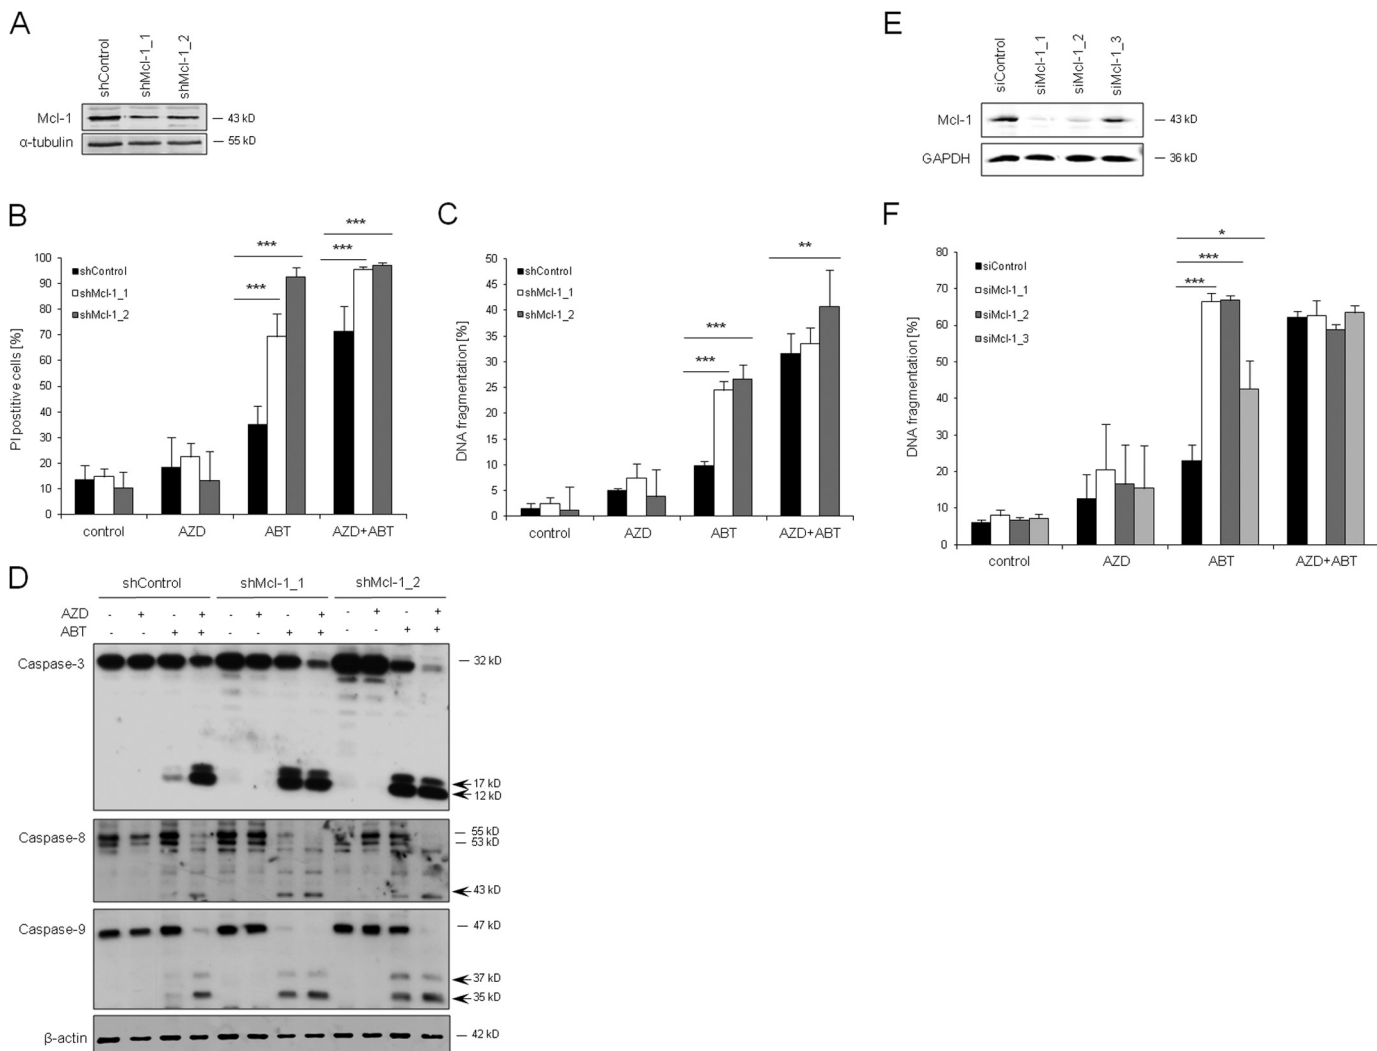 A
shControl
shMcl-1_1
shMcl-1_2
Mcl-1
43 kD
α-tubulin
55 kD
B
PI postitive cells [%]
100
90
80
70
60
50
40
30
20
10
0
shControl
shMcl-1_1
shMcl-1_2
***
***
***
***
control AZD ABT AZD+ABT
C
DNA fragmentation [%]
50
45
40
35
30
25
20
15
10
5
0
shControl
shMcl-1_1
shMcl-1_2
***
***
**
control AZD ABT AZD+ABT
D
shControl shMcl-1_1 shMcl-1_2
AZD - + - + - + - + - + - +
ABT - - + + - - + + - - + +
Caspase-3
32 kD
17 kD
12 kD
Caspase-8
55 kD
53 kD
43 kD
Caspase-9
47 kD
37 kD
35 kD
β-actin
42 kD
E
siControl
siMcl-1_1
siMcl-1_2
siMcl-1_3
Mcl-1
43 kD
GAPDH
36 kD
F
DNA fragmentation [%]
80
70
60
50
40
30
20
10
0
siControl
siMcl-1_1
siMcl-1_2
siMcl-1_3
*
***
***
control AZD ABT AZD+ABT